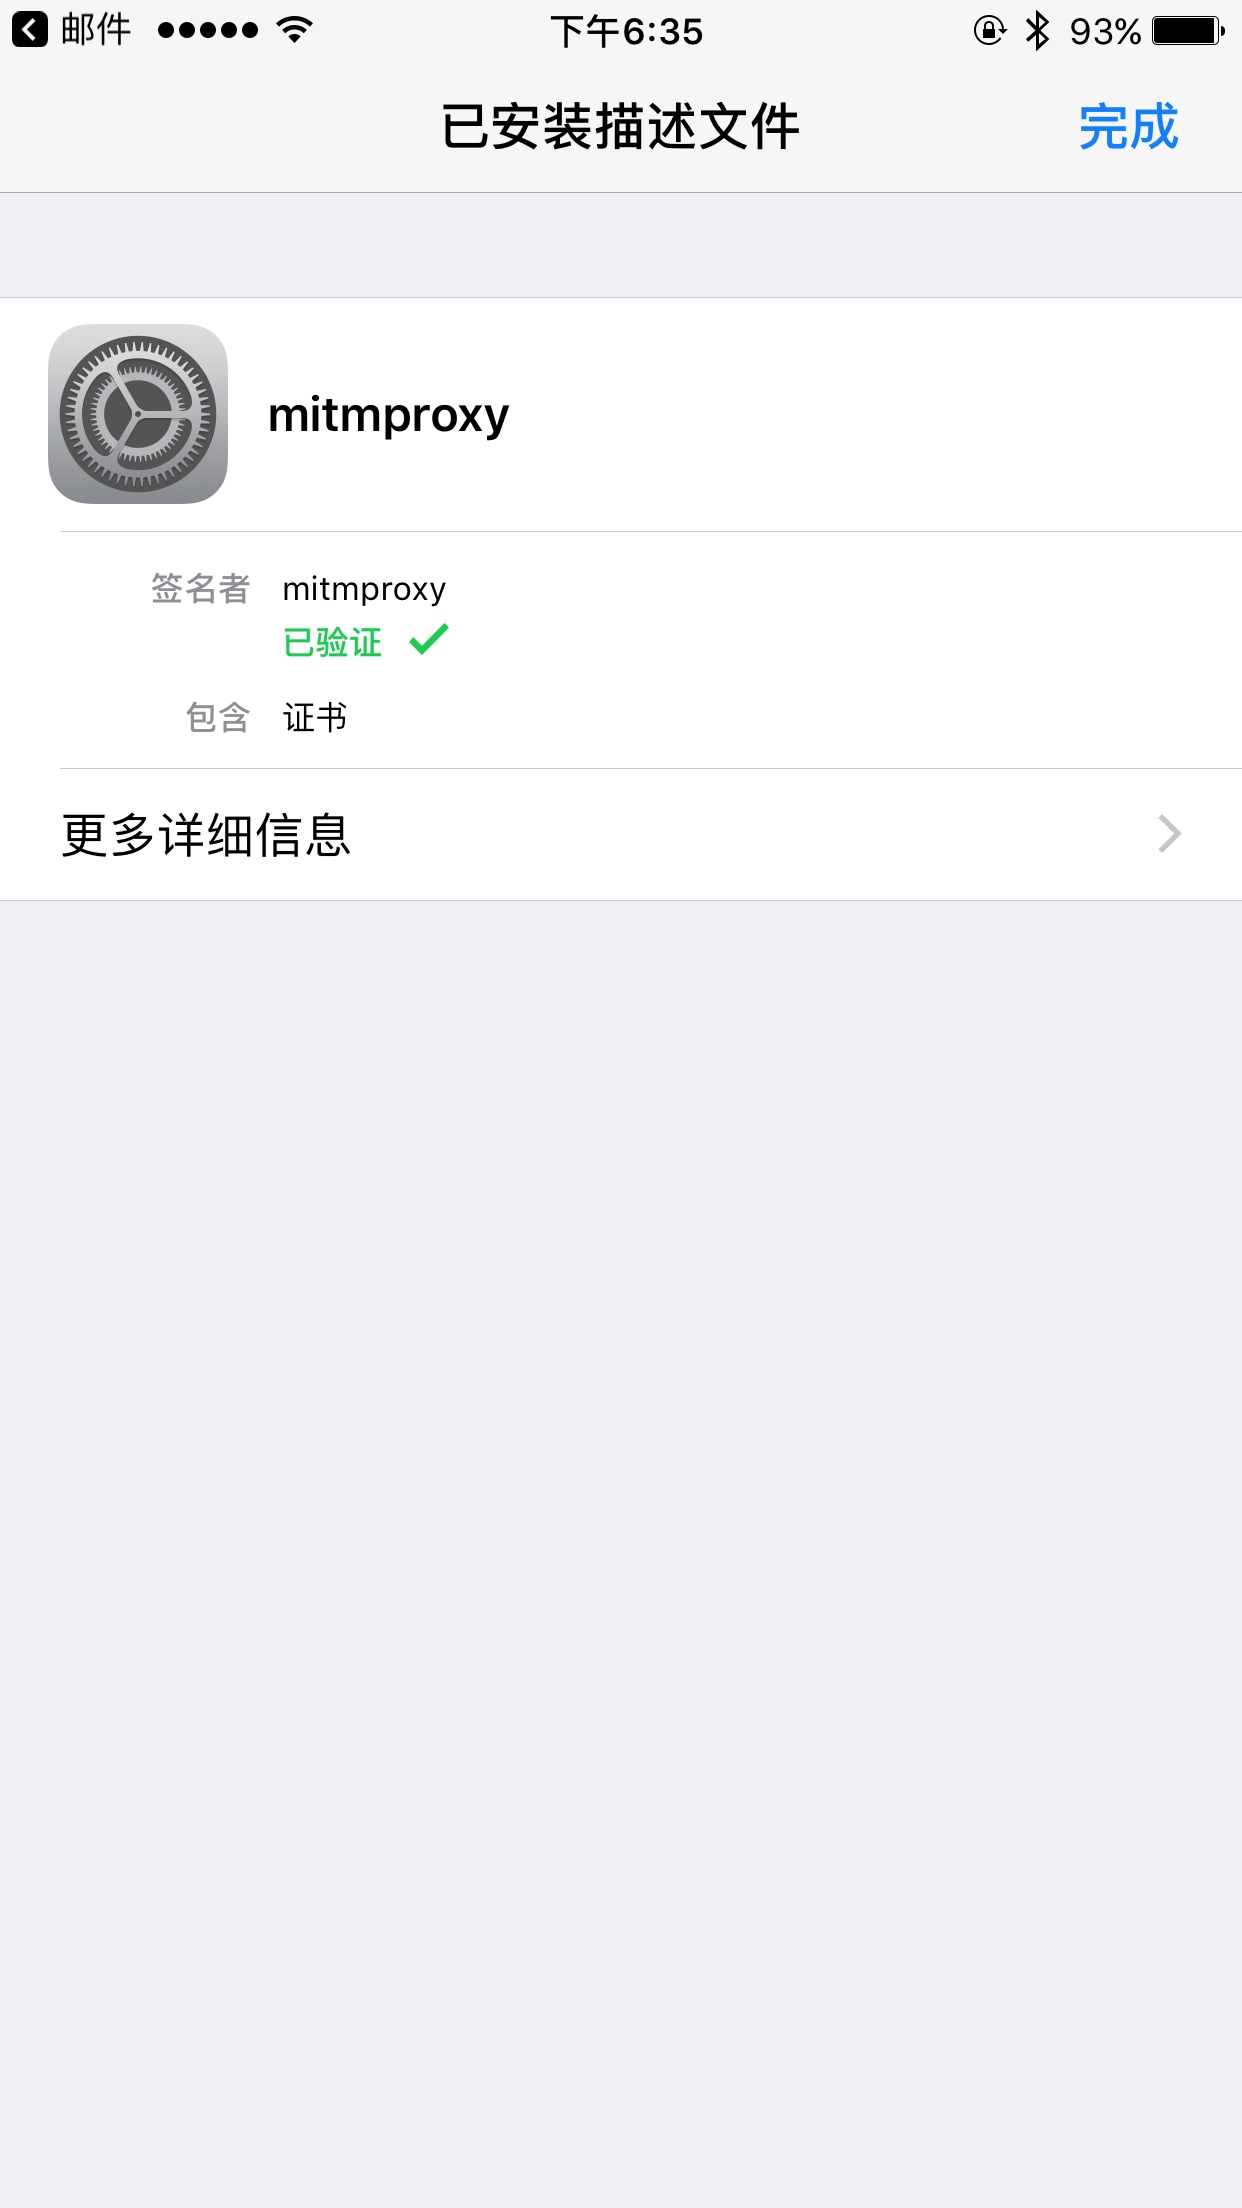 邮件 下午6:35 93%
已安装描述文件 完成
mitmproxy
签名者 mitmproxy
已验证
包含 证书
更多详细信息